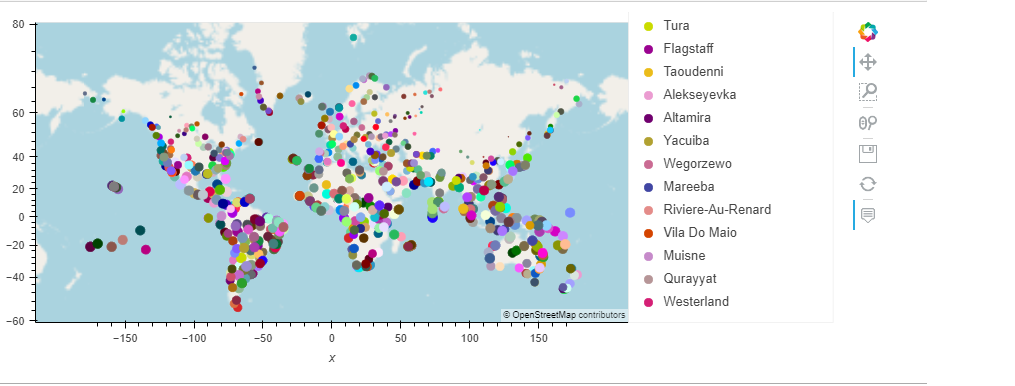 80
60
40
20
0
−20
−40
−60
−150
−100
−50
0
50
100
150
x
© OpenStreetMap contributors
Tura
Flagstaff
Taoudenni
Alekseyevka
Altamira
Yacuiba
Wegorzewo
Mareeba
Riviere-Au-Renard
Vila Do Maio
Muisne
Qurayyat
Westerland